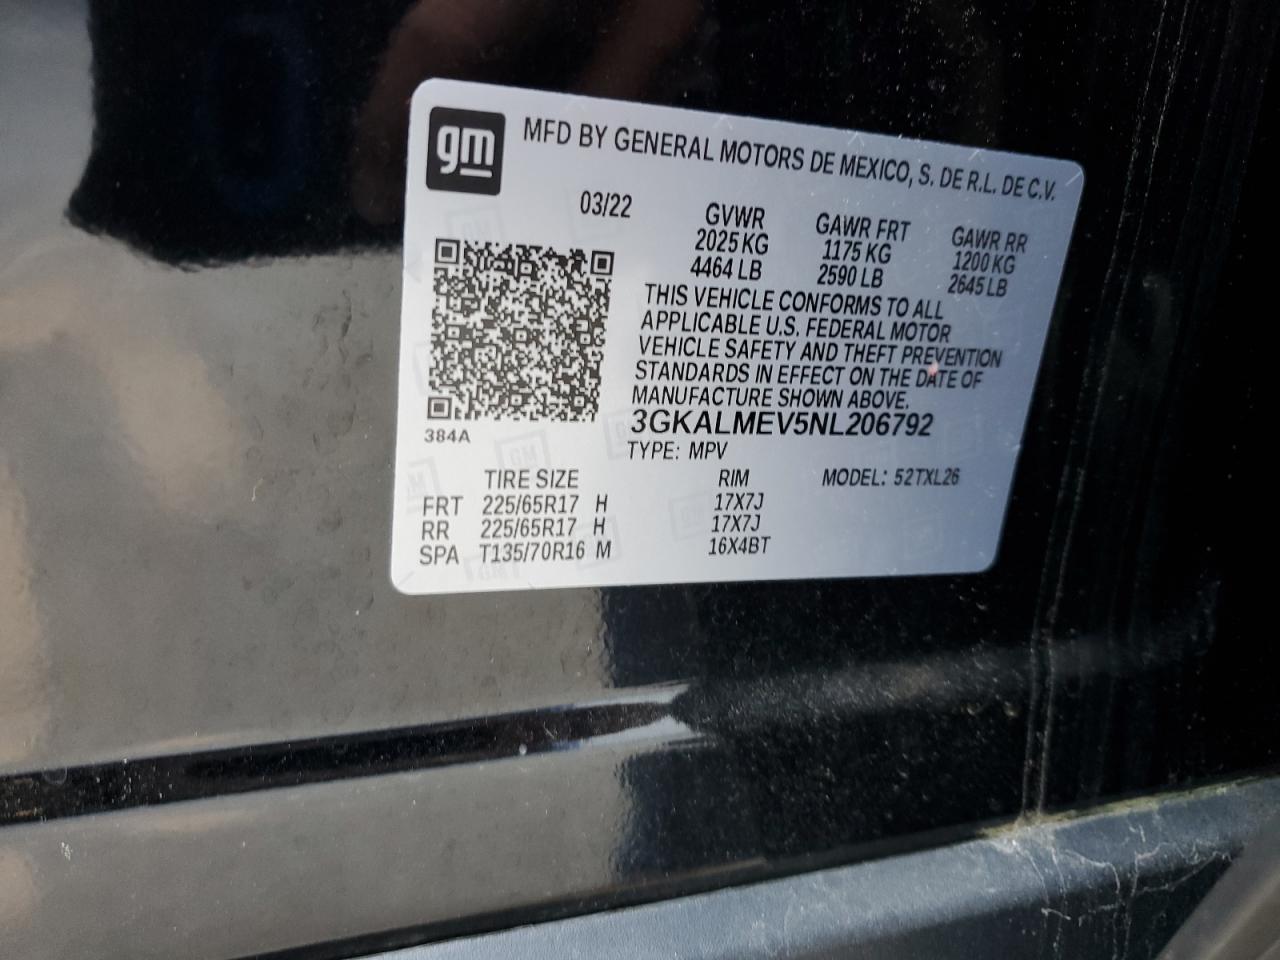 gm
MFD BY GENERAL MOTORS DE MEXICO, S. DE R.L. DE C.V.
03/22
GVWR GAWR FRT GAWR RR
2025 KG 1175 KG 1200 KG
4464 LB 2590 LB 2645 LB
THIS VEHICLE CONFORMS TO ALL
APPLICABLE U.S. FEDERAL MOTOR
VEHICLE SAFETY AND THEFT PREVENTION
STANDARDS IN EFFECT ON THE DATE OF
MANUFACTURE SHOWN ABOVE.
3GKALMEV5NL206792
384A
TYPE: MPV
TIRE SIZE RIM MODEL: 52TXL26
FRT 225/65R17 H 17X7J
RR 225/65R17 H 17X7J
SPA T135/70R16 M 16X4BT